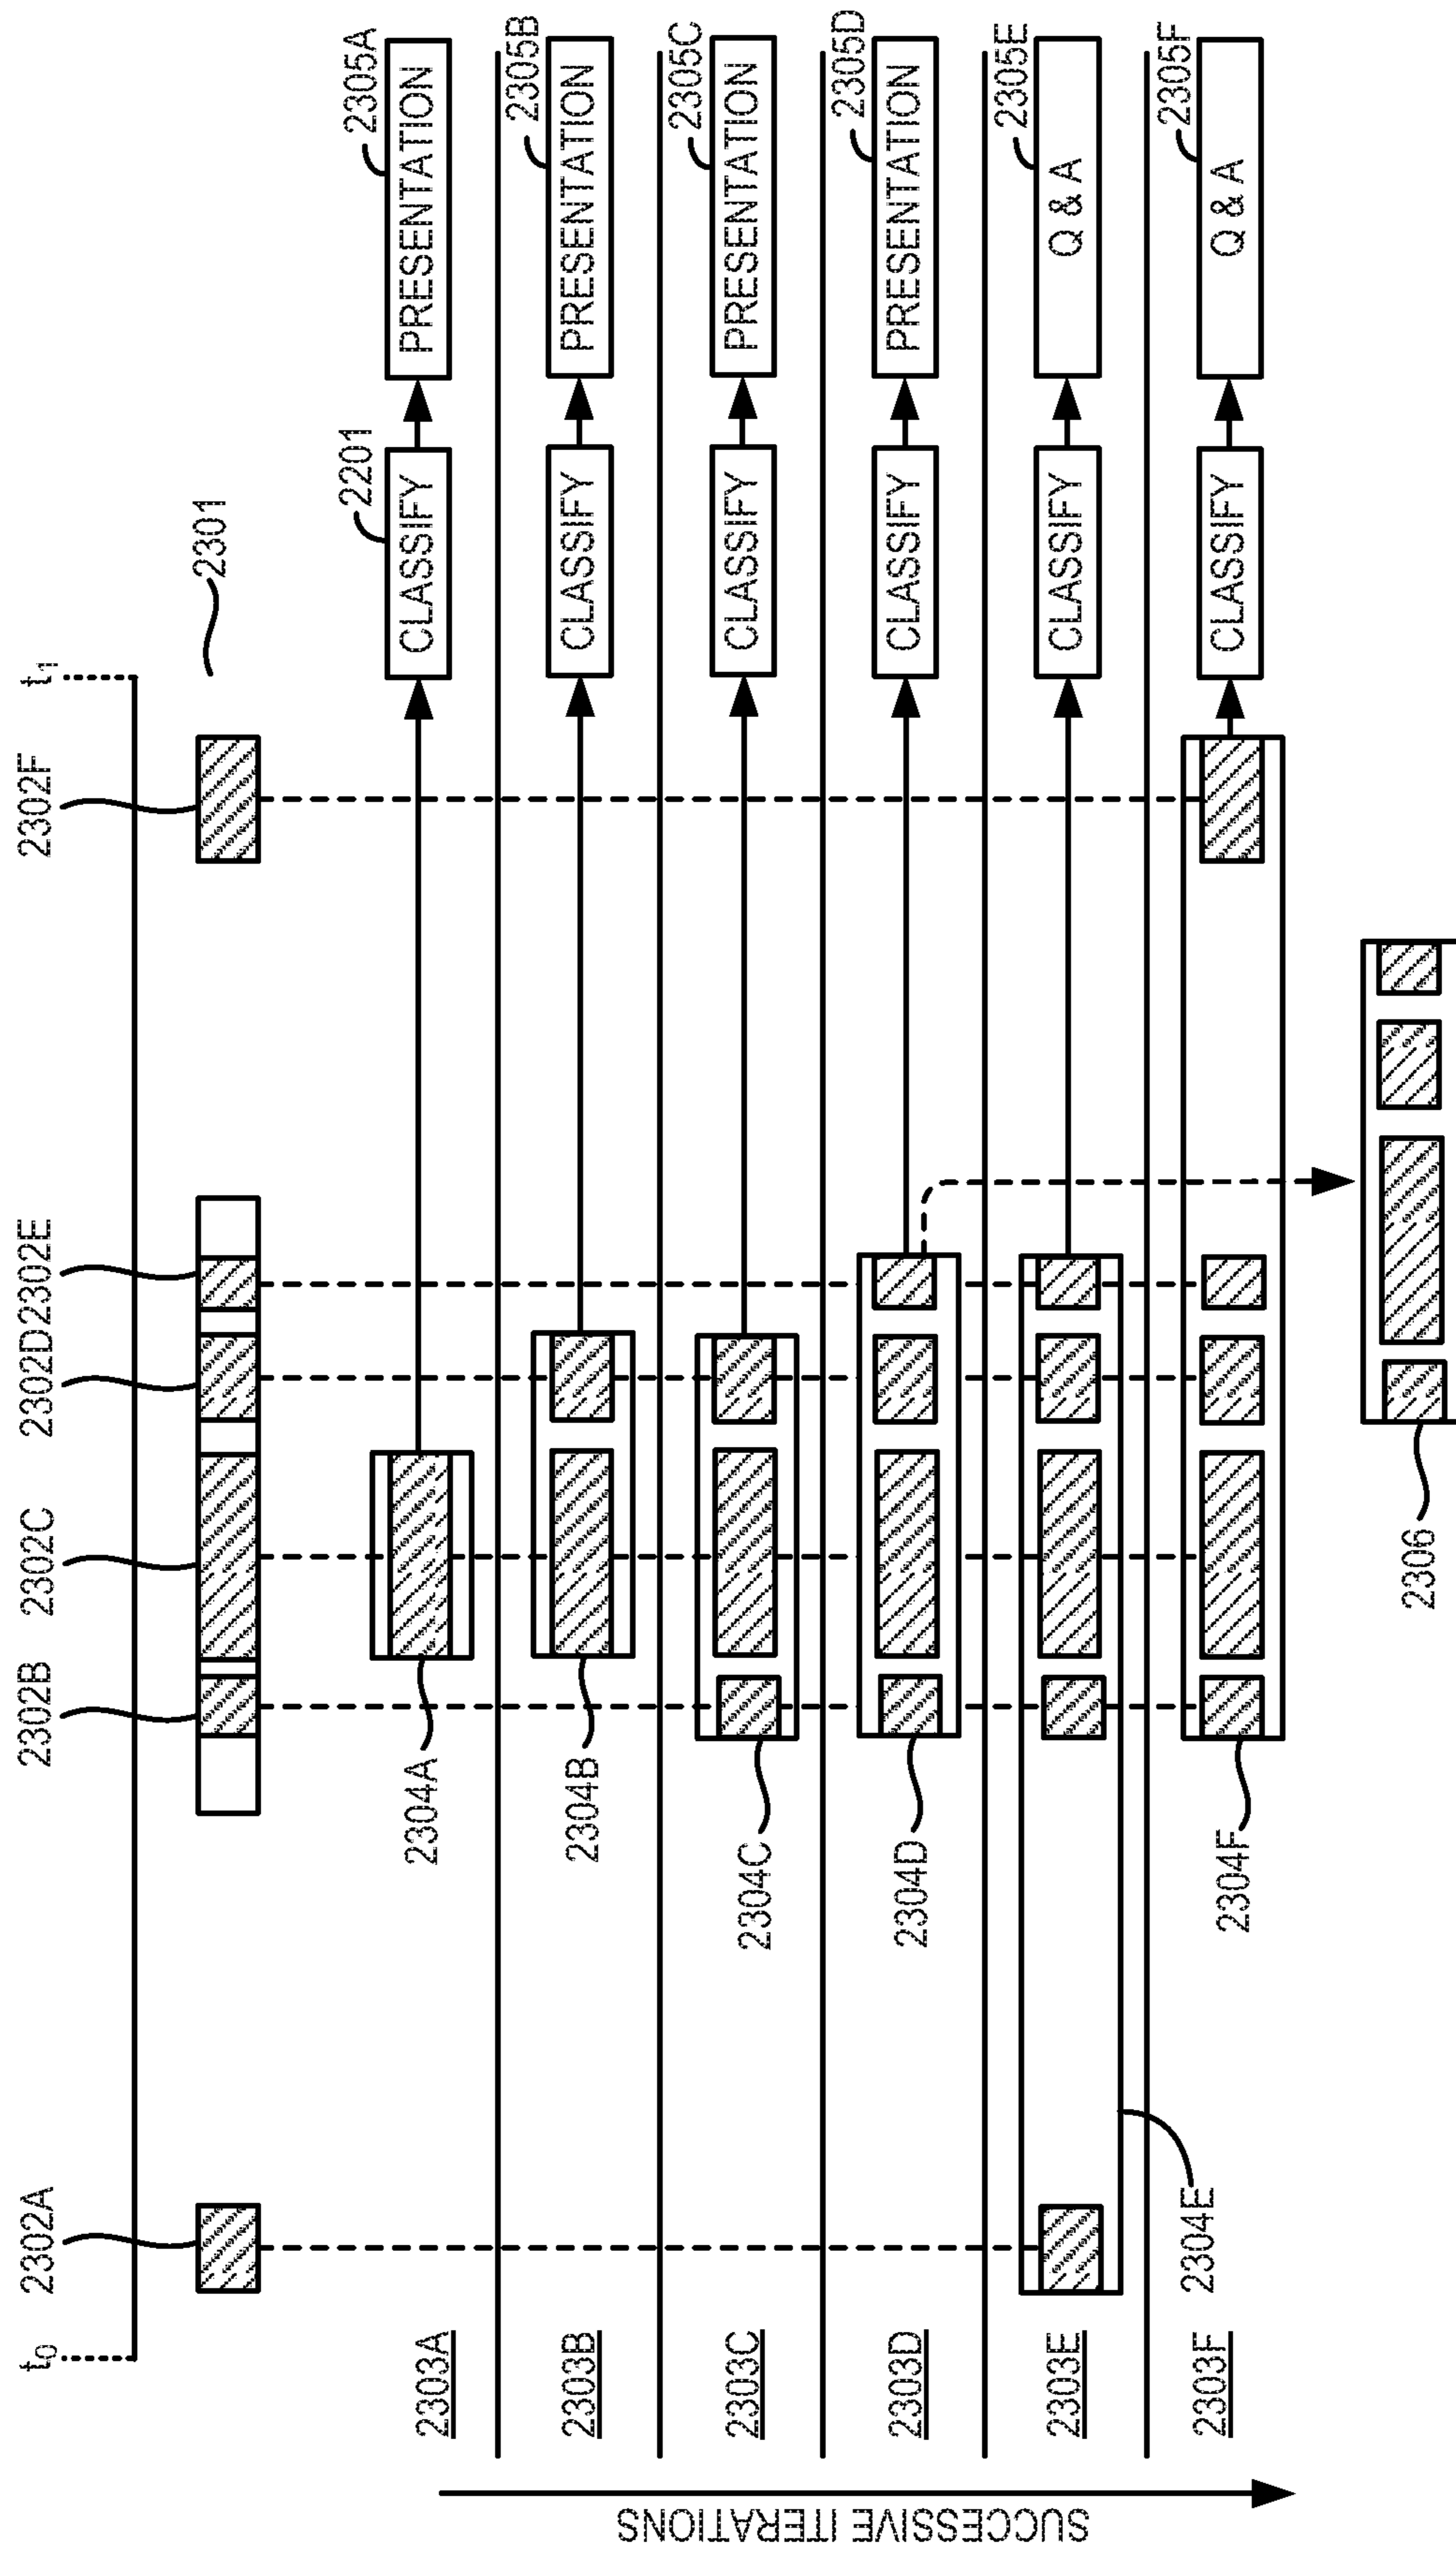 t0
t1
2302A
2302B
2302C
2302D
2302E
2302F
2301
2303A
2304A
CLASSIFY
2201
PRESENTATION
2305A
2303B
2304B
CLASSIFY
PRESENTATION
2305B
2303C
2304C
CLASSIFY
PRESENTATION
2305C
2303D
2304D
CLASSIFY
PRESENTATION
2305D
2303E
2304E
CLASSIFY
Q & A
2305E
2303F
2304F
CLASSIFY
Q & A
2305F
2306
SUCCESSIVE ITERATIONS